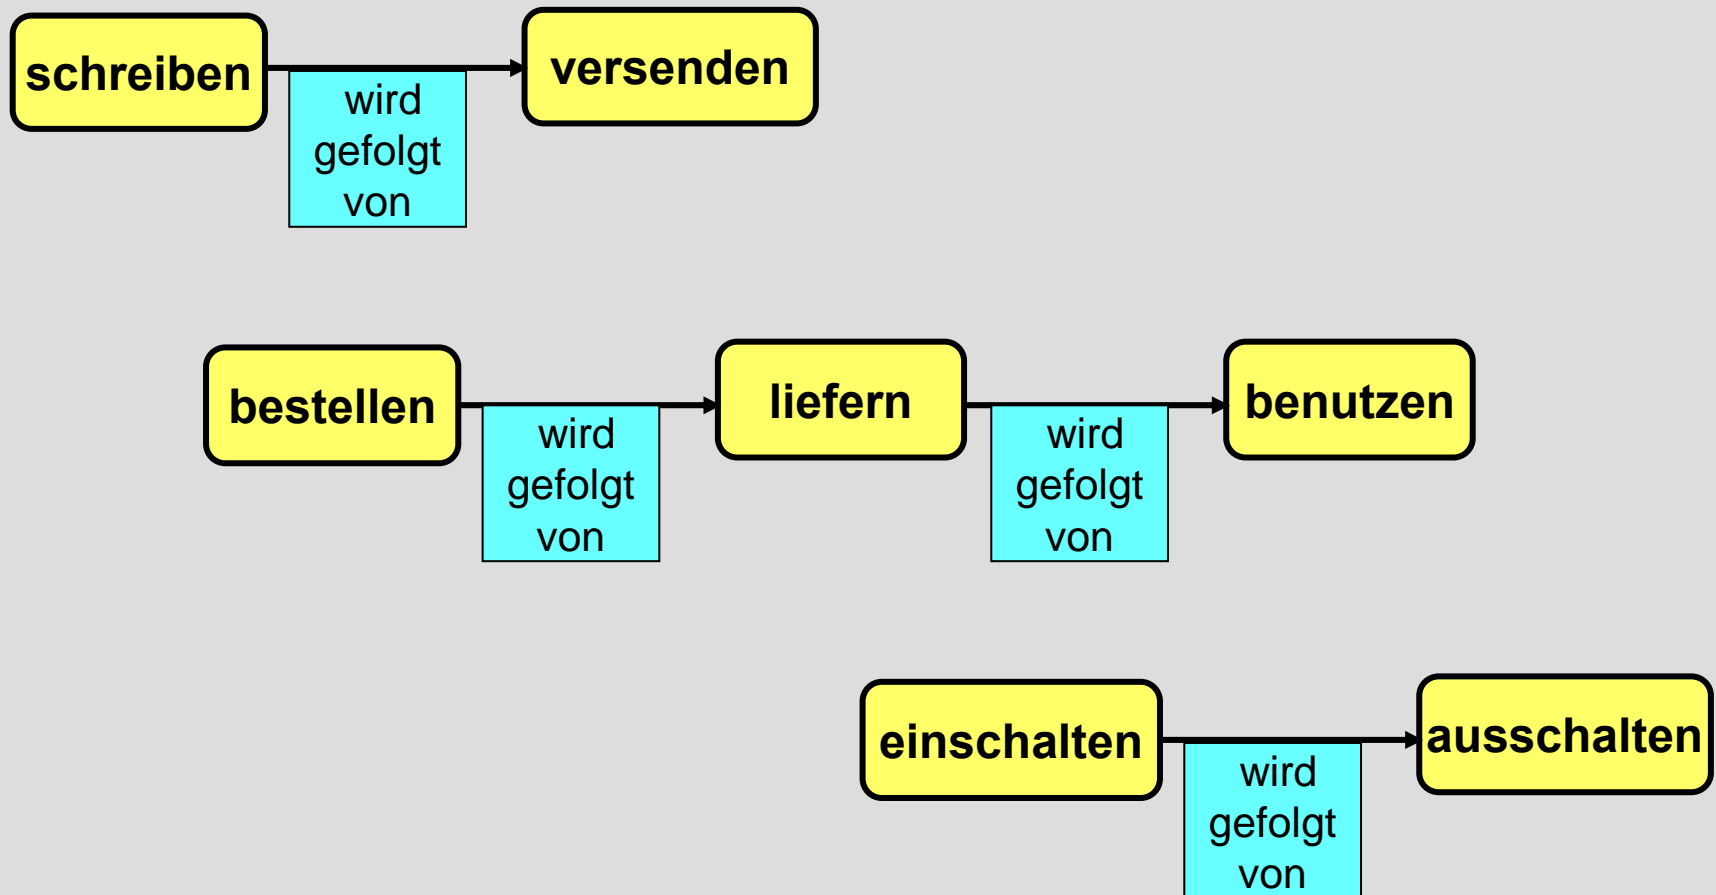 schreiben
wird
gefolgt
von
versenden
bestellen
wird
gefolgt
von
liefern
wird
gefolgt
von
benutzen
einschalten
wird
gefolgt
von
ausschalten